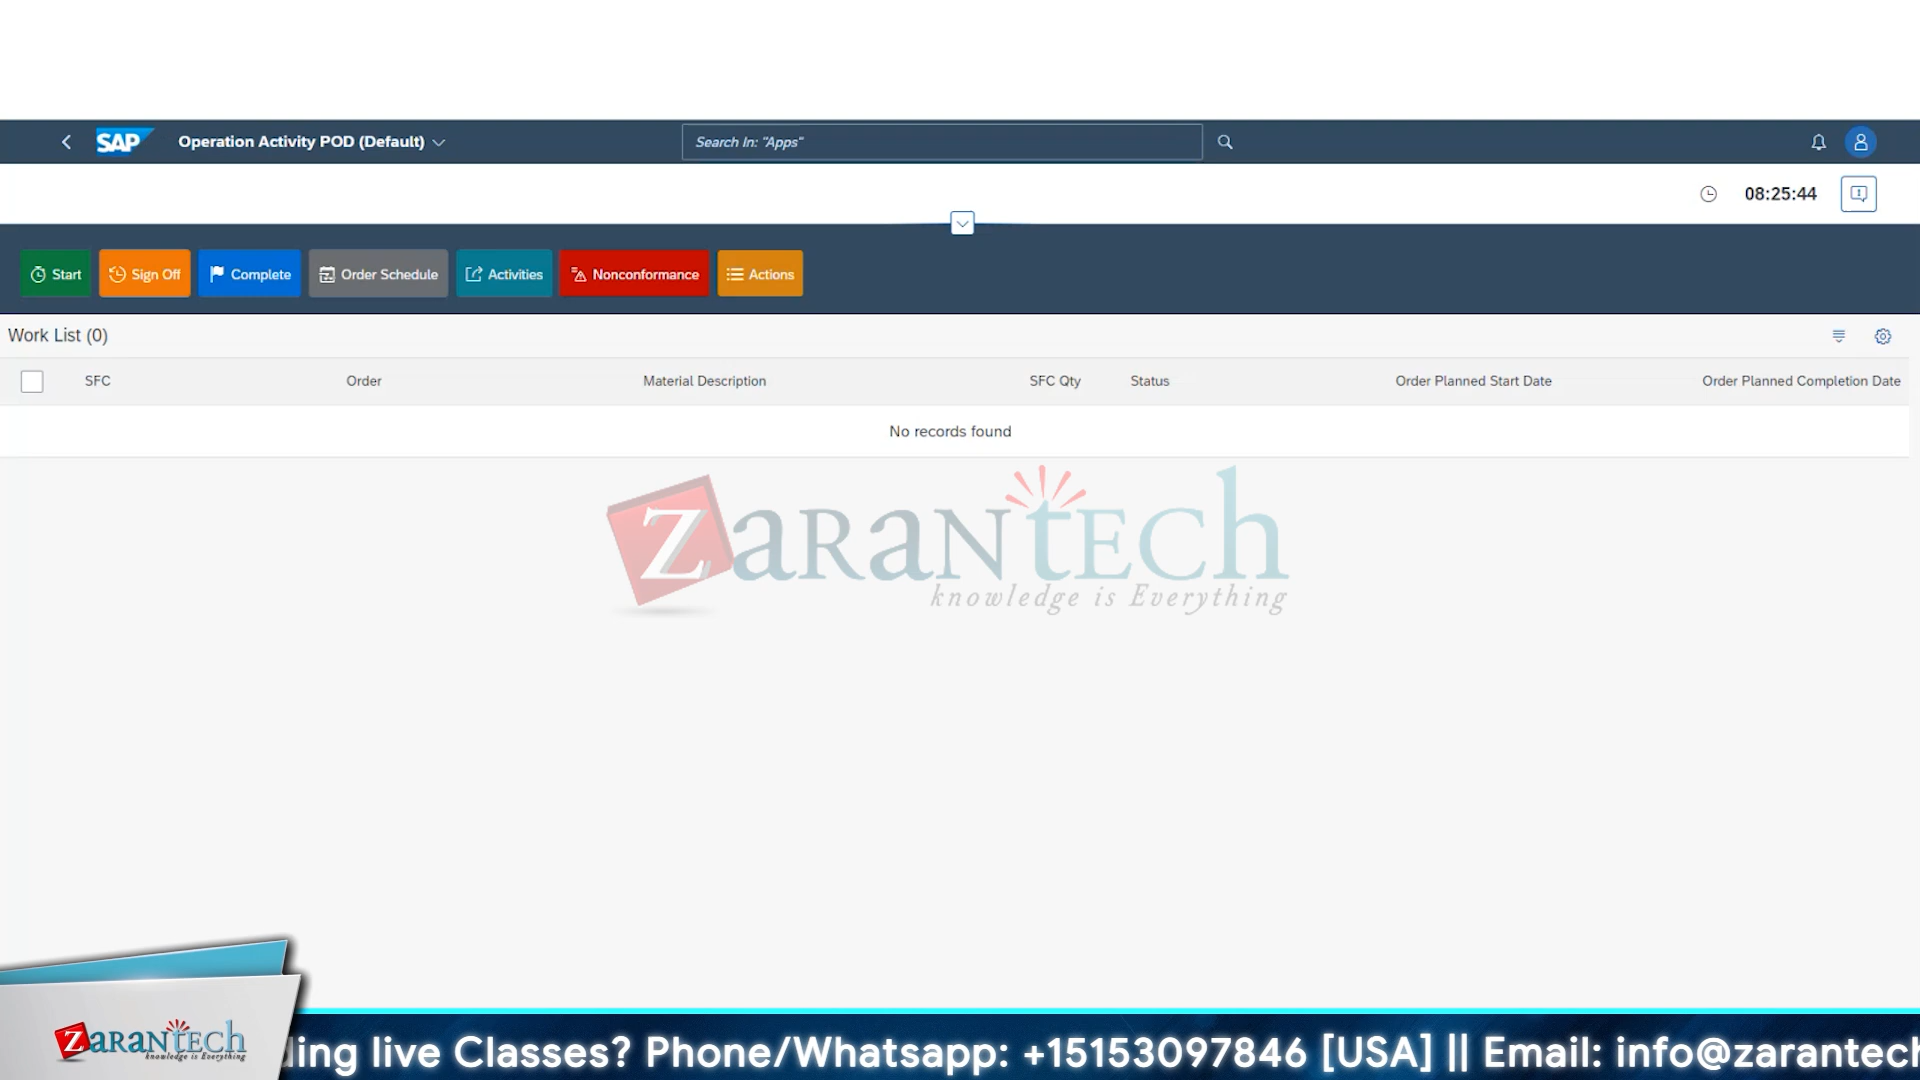 SAP Operation Activity POD (Default) Search In: "Apps"
08:25:44
Start Sign Off Complete Order Schedule Activities Nonconformance Actions
Work List (0)
SFC Order Material Description SFC Qty Status Order Planned Start Date Order Planned Completion Date
No records found
ZaranTech
knowledge is Everything
ZaranTech
knowledge is Everything
ding live Classes? Phone/Whatsapp: +15153097846 [USA] || Email: info@zarantech